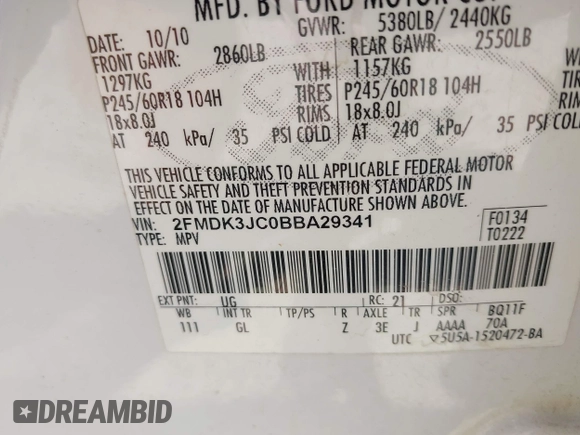 MFD. BY FORD MOTOR CO
DATE: 10/10 GVWR: 5380LB/ 2440KG
FRONT GAWR: 2860LB REAR GAWR: 2550LB
1297KG WITH 1157KG WI
P245/60R18 104H TIRES P245/60R18 104H TI
18x8.0J RIMS 18x8.0J RI
AT 240 kPa/ 35 PSI COLD AT 240 kPa/ 35 PSI COL
THIS VEHICLE CONFORMS TO ALL APPLICABLE FEDERAL MOTOR
VEHICLE SAFETY AND THEFT PREVENTION STANDARDS IN
EFFECT ON THE DATE OF MANUFACTURE SHOWN ABOVE.
VIN: 2FMDK3JC0BBA29341 F0134
TYPE: MPV T0222
EXT PNT: UG RC: 21 DSO:
WB INT TR TP/PS R AXLE TR SPR BQ11F
111 GL Z 3E J AAAA 70A
UTC ▽5U5A-1520472-BA
DREAMBID